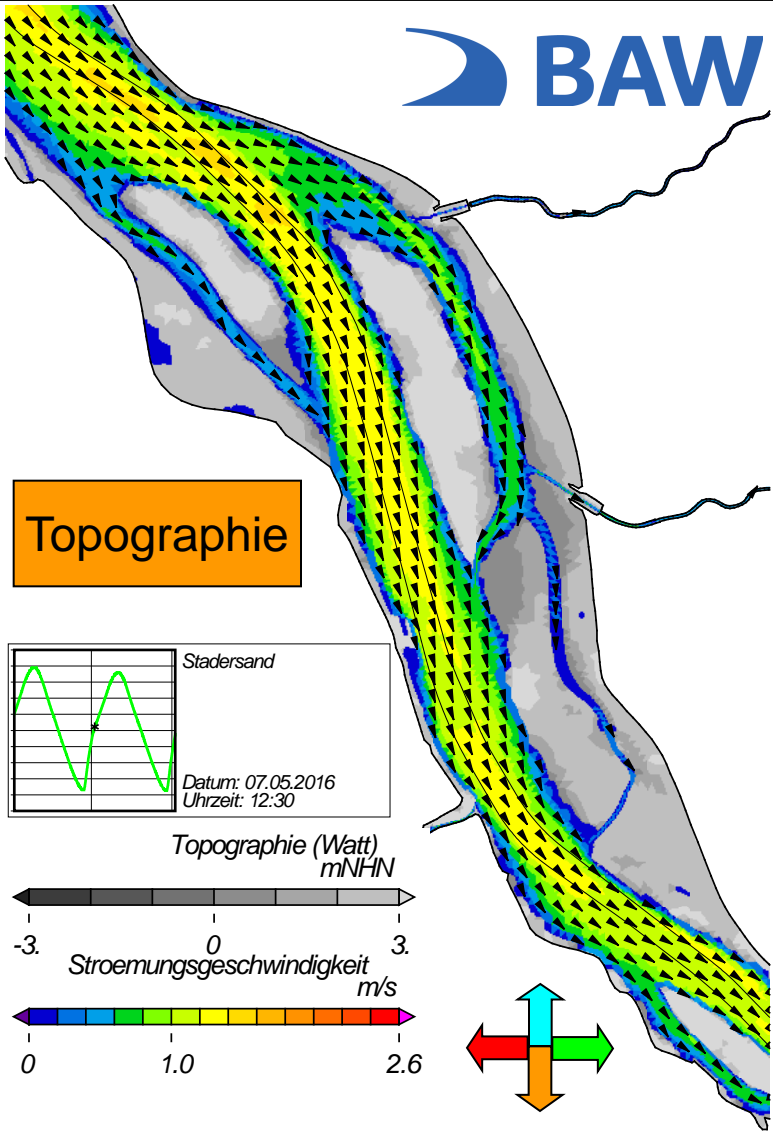 BAW
Topographie
Stadersand
Datum: 07.05.2016
Uhrzeit: 12:30
Topographie (Watt)
mNHN
-3. 0 3.
Stroemungsgeschwindigkeit
m/s
0 1.0 2.6